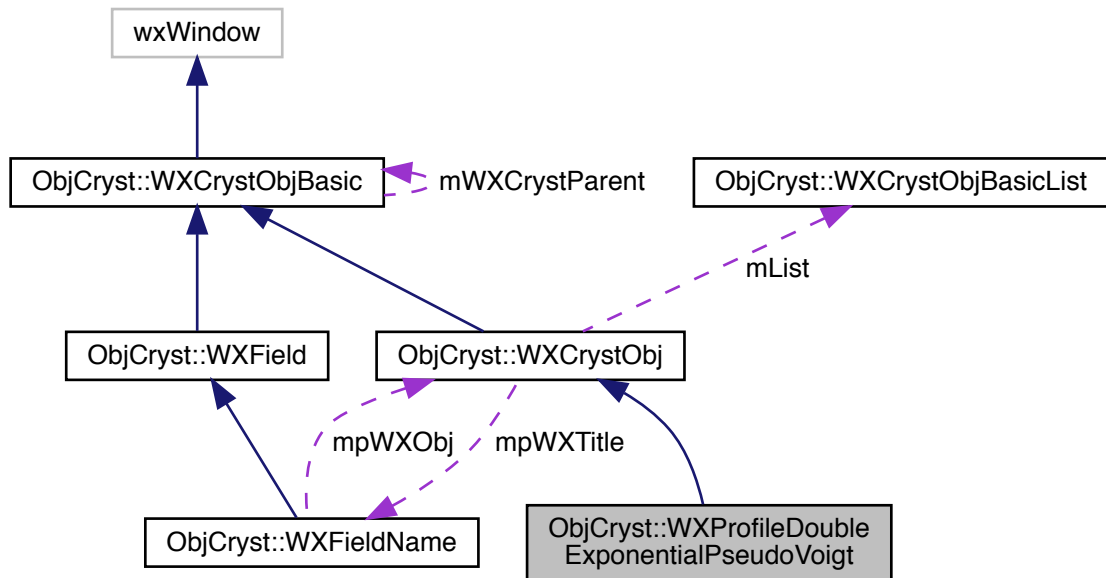 wxWindow
ObjCryst::WXCrystObjBasic
mWXCrystParent
ObjCryst::WXCrystObjBasicList
mList
ObjCryst::WXField
ObjCryst::WXCrystObj
mpWXObj
mpWXTitle
ObjCryst::WXFieldName
ObjCryst::WXProfileDouble
ExponentialPseudoVoigt